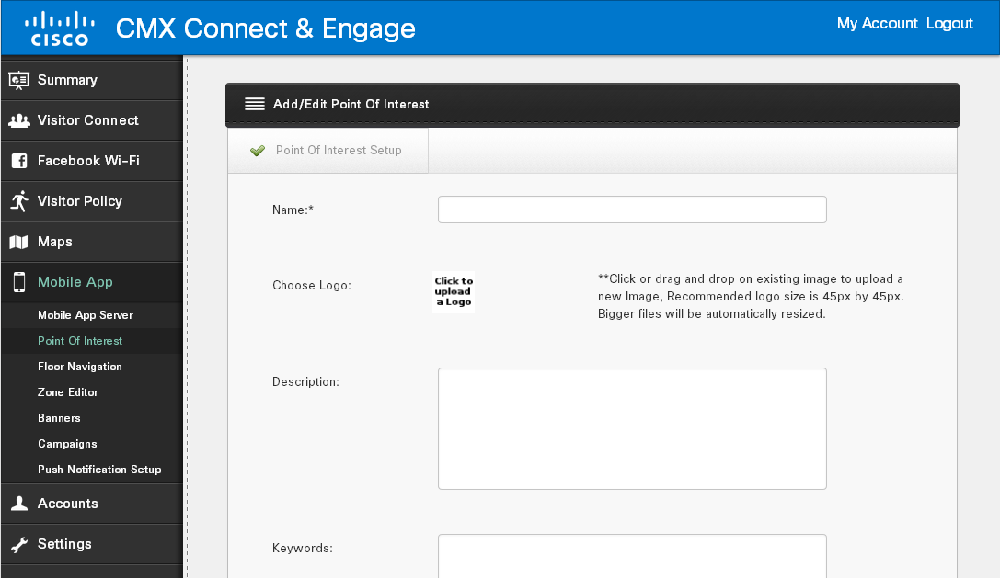 CISCO CMX Connect & Engage
My Account Logout
Summary
Visitor Connect
Facebook Wi-Fi
Visitor Policy
Maps
Mobile App
Mobile App Server
Point Of Interest
Floor Navigation
Zone Editor
Banners
Campaigns
Push Notification Setup
Accounts
Settings
Add/Edit Point Of Interest
Point Of Interest Setup
Name:*
Choose Logo:
Click to
upload
a Logo
**Click or drag and drop on existing image to upload a
new Image, Recommended logo size is 45px by 45px.
Bigger files will be automatically resized.
Description:
Keywords: